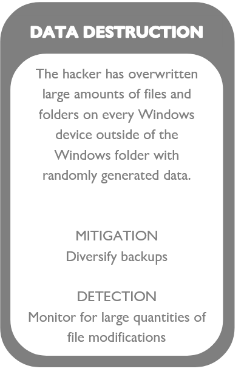 DATA DESTRUCTION
The hacker has overwritten
large amounts of files and
folders on every Windows
device outside of the
Windows folder with
randomly generated data.
MITIGATION
Diversify backups
DETECTION
Monitor for large quantities of
file modifications